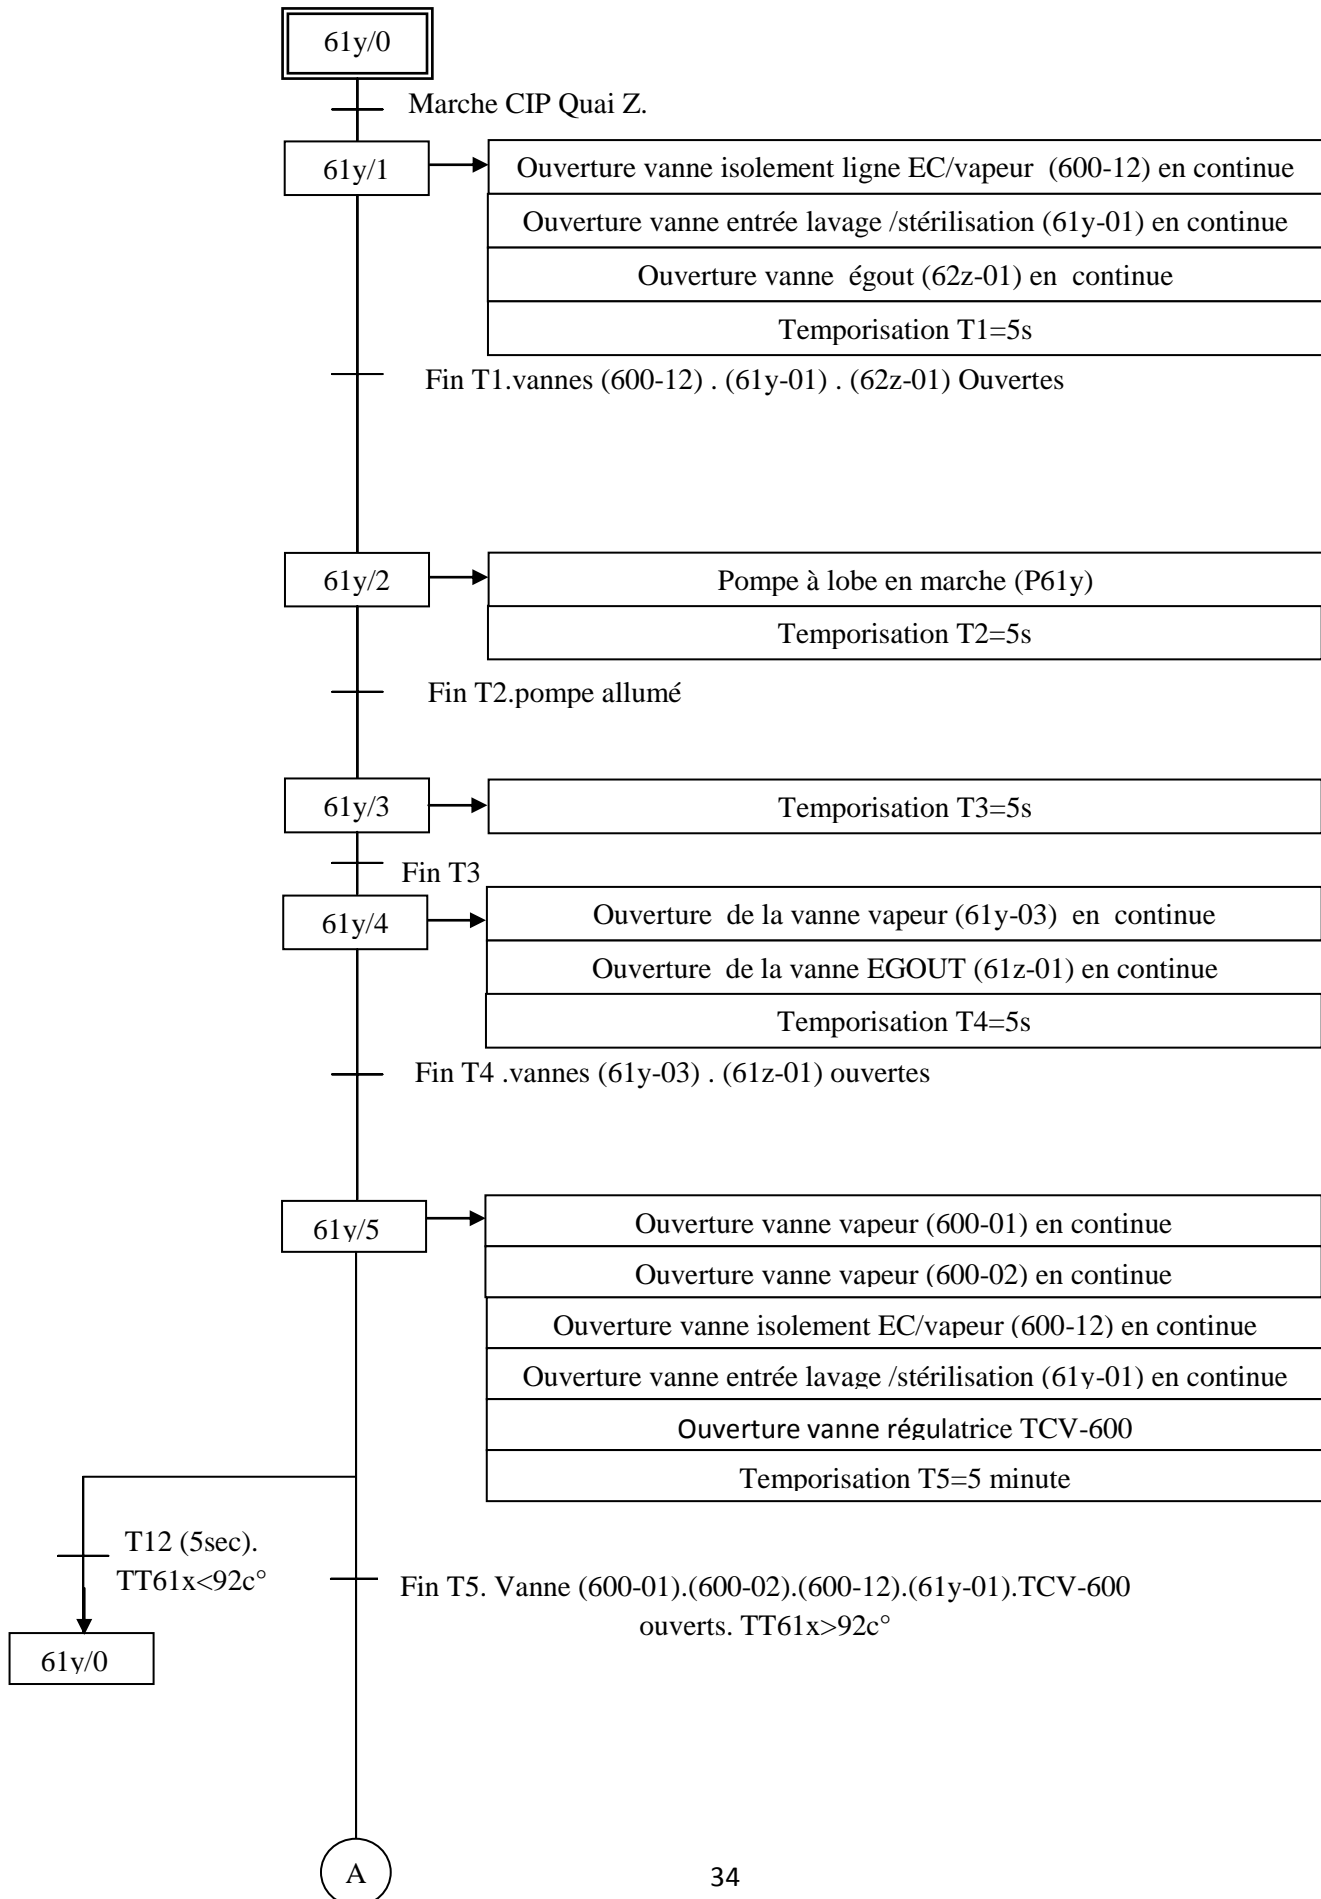 61y/0
Marche CIP Quai Z.
61y/1
Ouverture vanne isolement ligne EC/vapeur (600-12) en continue
Ouverture vanne entrée lavage /stérilisation (61y-01) en continue
Ouverture vanne égout (62z-01) en continue
Temporisation T1=5s
Fin T1.vannes (600-12) . (61y-01) . (62z-01) Ouvertes
61y/2
Pompe à lobe en marche (P61y)
Temporisation T2=5s
Fin T2.pompe allumé
61y/3
Temporisation T3=5s
Fin T3
61y/4
Ouverture de la vanne vapeur (61y-03) en continue
Ouverture de la vanne EGOUT (61z-01) en continue
Temporisation T4=5s
Fin T4 .vannes (61y-03) . (61z-01) ouvertes
61y/5
Ouverture vanne vapeur (600-01) en continue
Ouverture vanne vapeur (600-02) en continue
Ouverture vanne isolement EC/vapeur (600-12) en continue
Ouverture vanne entrée lavage /stérilisation (61y-01) en continue
Ouverture vanne régulatrice TCV-600
Temporisation T5=5 minute
T12 (5sec).
TT61x<92c°
Fin T5. Vanne (600-01).(600-02).(600-12).(61y-01).TCV-600
ouverts. TT61x>92c°
61y/0
A
34